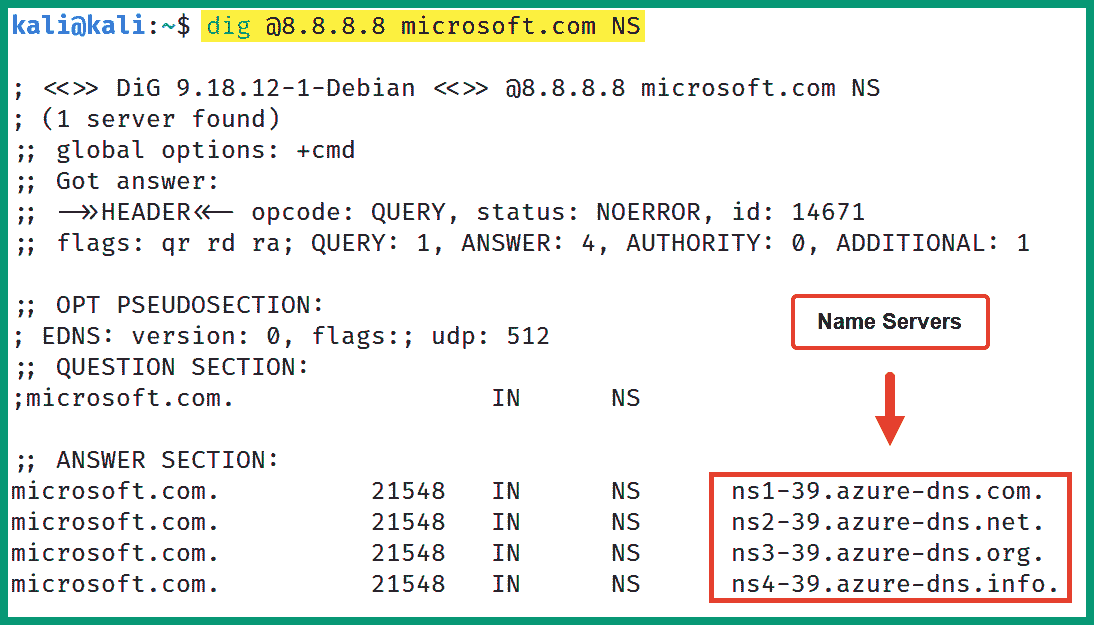 kali@kali:~$ dig @8.8.8.8 microsoft.com NS
; <<>> DiG 9.18.12-1-Debian <<>> @8.8.8.8 microsoft.com NS
; (1 server found)
;; global options: +cmd
;; Got answer:
;; ->>HEADER<<- opcode: QUERY, status: NOERROR, id: 14671
;; flags: qr rd ra; QUERY: 1, ANSWER: 4, AUTHORITY: 0, ADDITIONAL: 1
;; OPT PSEUDOSECTION:
Name Servers
; EDNS: version: 0, flags:; udp: 512
;; QUESTION SECTION:
;microsoft.com. IN NS
;; ANSWER SECTION:
microsoft.com. 21548 IN NS ns1-39.azure-dns.com.
microsoft.com. 21548 IN NS ns2-39.azure-dns.net.
microsoft.com. 21548 IN NS ns3-39.azure-dns.org.
microsoft.com. 21548 IN NS ns4-39.azure-dns.info.